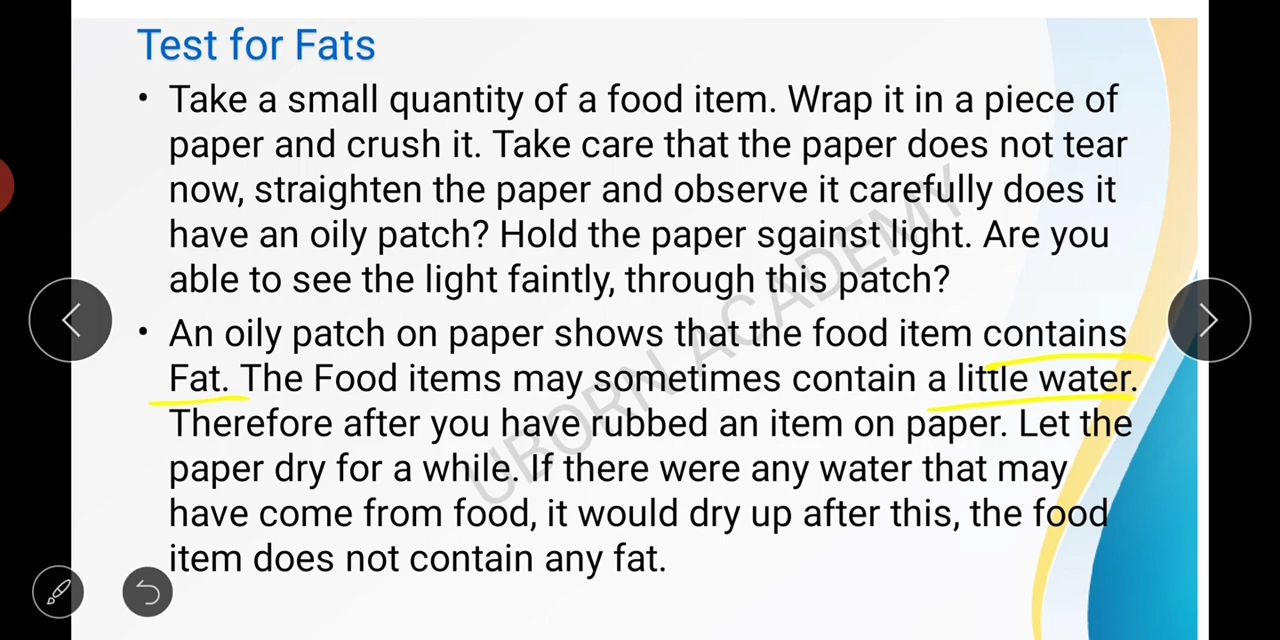 Test for Fats
• Take a small quantity of a food item. Wrap it in a piece of
paper and crush it. Take care that the paper does not tear
now, straighten the paper and observe it carefully does it
have an oily patch? Hold the paper sgainst light. Are you
able to see the light faintly, through this patch?
• An oily patch on paper shows that the food item contains
Fat. The Food items may sometimes contain a little water.
Therefore after you have rubbed an item on paper. Let the
paper dry for a while. If there were any water that may
have come from food, it would dry up after this, the food
item does not contain any fat.
UBORN ACADEMY